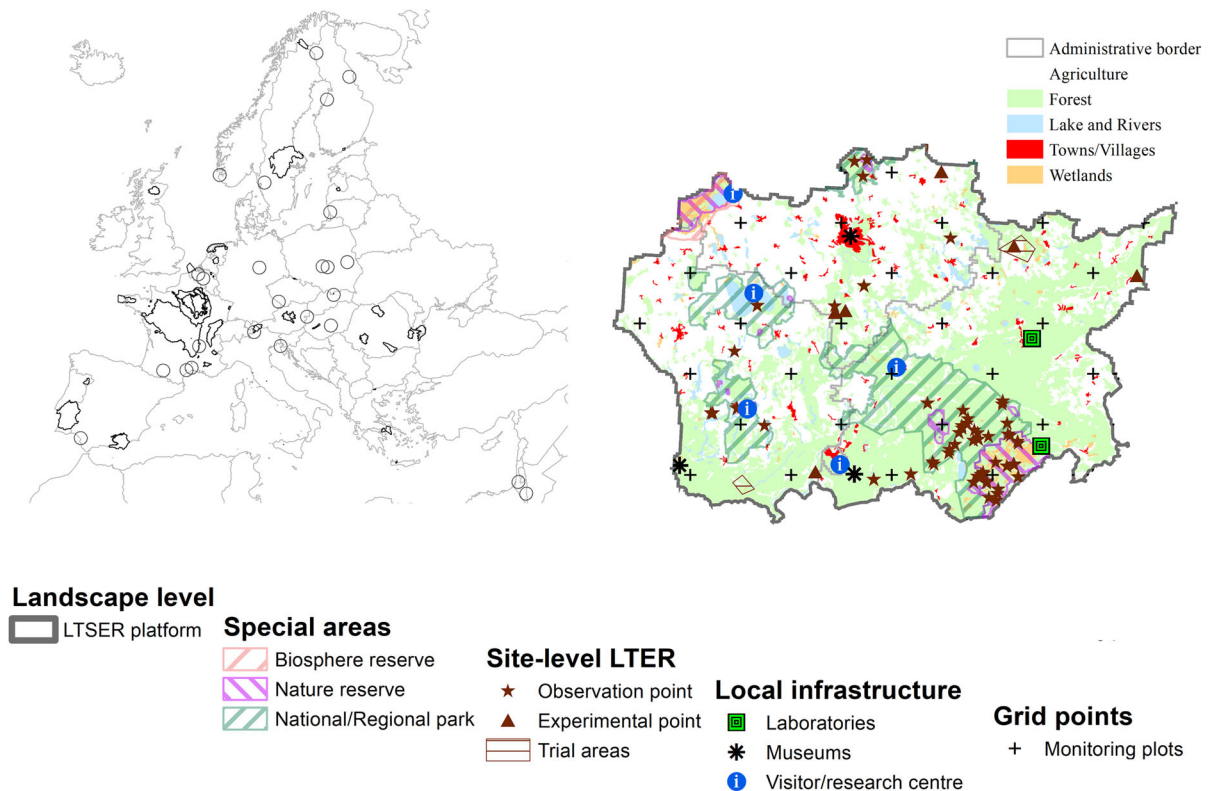 Administrative border
Agriculture
Forest
Lake and Rivers
Towns/Villages
Wetlands
Landscape level
LTSER platform
Special areas
Biosphere reserve
Nature reserve
National/Regional park
Site-level LTER
Observation point
Experimental point
Trial areas
Local infrastructure
Laboratories
Museums
Visitor/research centre
Grid points
Monitoring plots